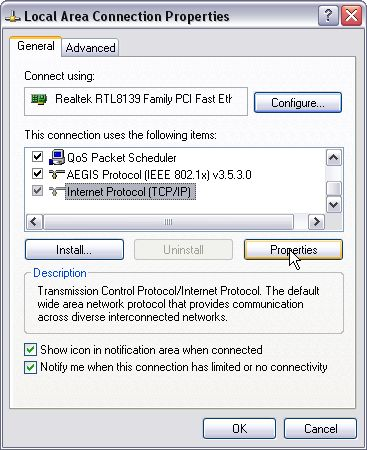 Local Area Connection Properties
General
Advanced
Connect using:
Realtek RTL8139 Family PCI Fast Eth
Configure...
This connection uses the following items:
QoS Packet Scheduler
AEGIS Protocol (IEEE 802.1x) v3.5.3.0
Internet Protocol (TCP/IP)
Install...
Uninstall
Properties
Description
Transmission Control Protocol/Internet Protocol. The default
wide area network protocol that provides communication
across diverse interconnected networks.
Show icon in notification area when connected
Notify me when this connection has limited or no connectivity
OK
Cancel